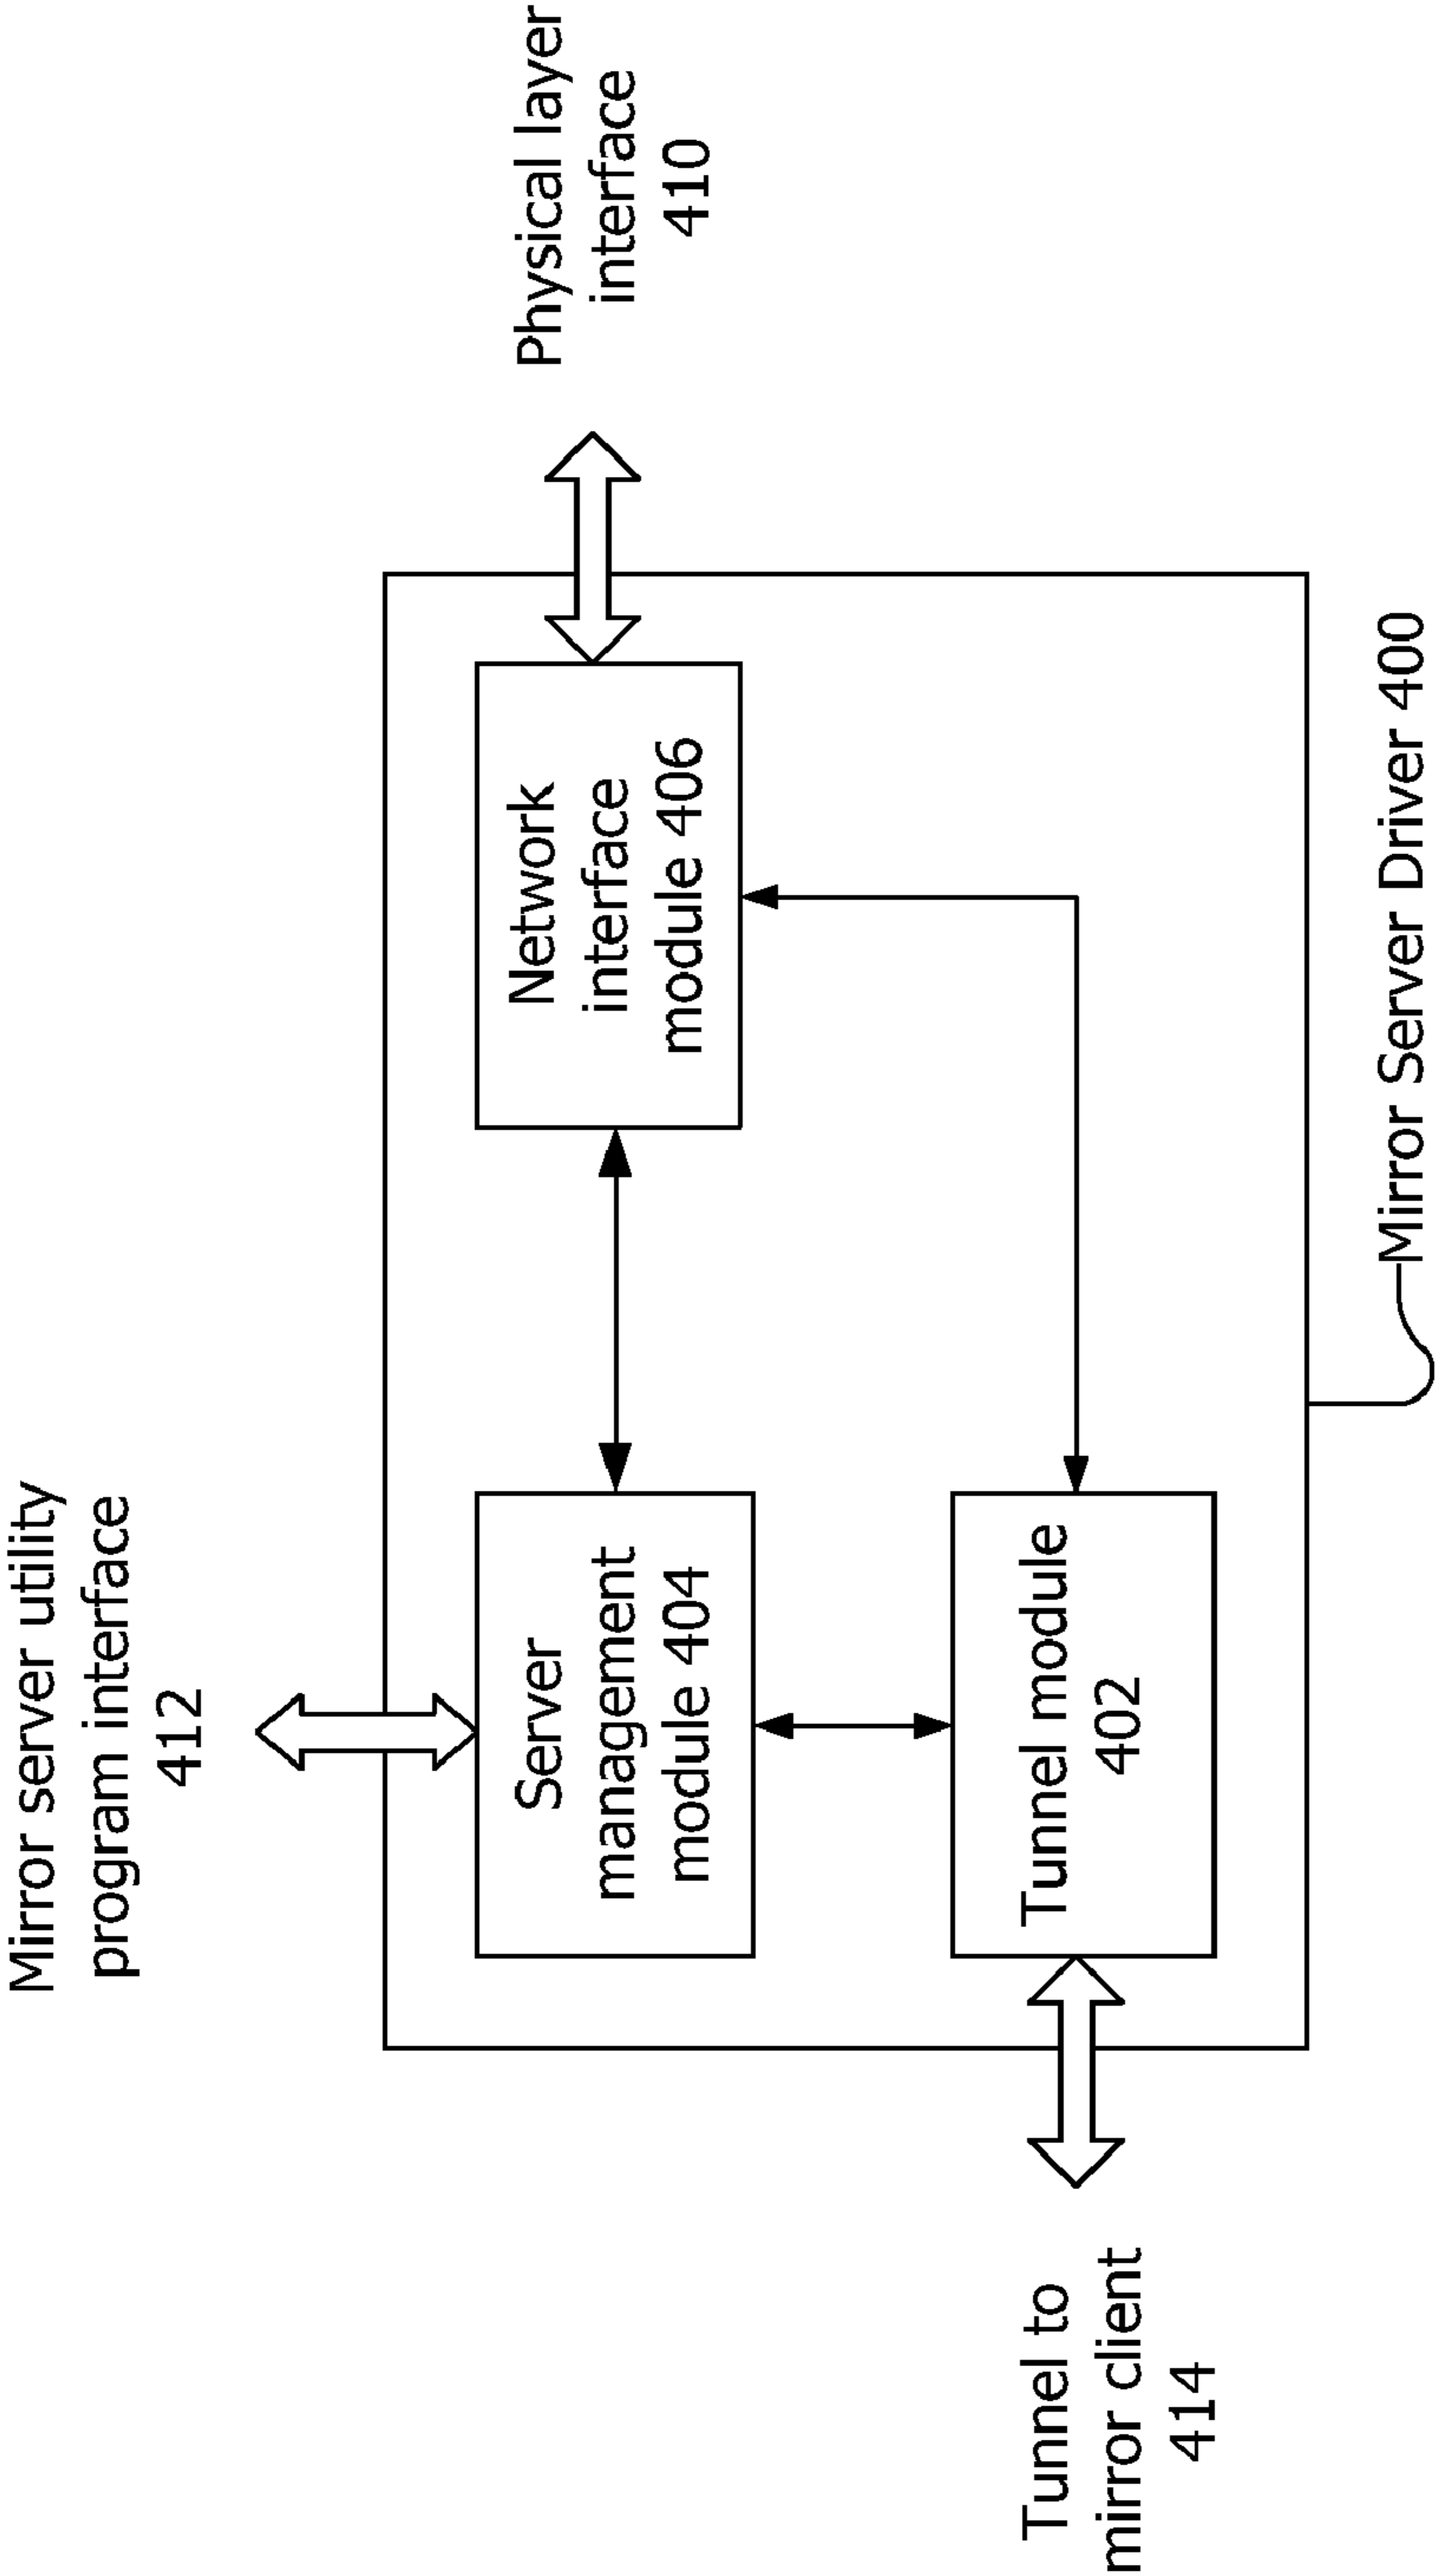 Mirror server utility
program interface
412
Physical layer
interface
410
Server
management
module 404
Network
interface
module 406
Tunnel module
402
Tunnel to
mirror client
414
Mirror Server Driver 400